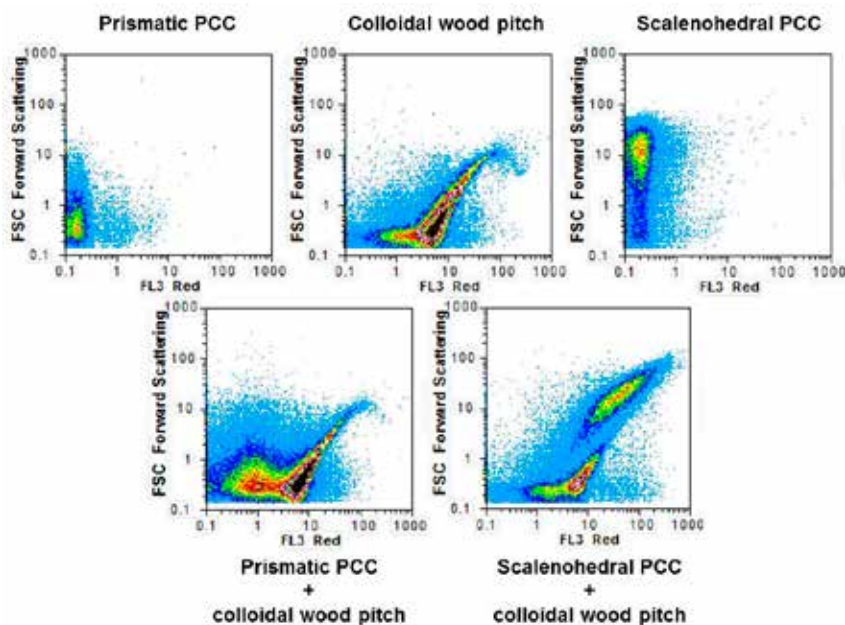 Prismatic PCC
Colloidal wood pitch
Scalenohedral PCC
FSC Forward Scattering
1000
100
10
1
0.1
0.1 1 10 100 1000
FL3 Red
FSC Forward Scattering
1000
100
10
1
0.1
0.1 1 10 100 1000
FL3 Red
FSC Forward Scattering
1000
100
10
1
0.1
0.1 1 10 100 1000
FL3 Red
FSC Forward Scattering
1000
100
10
1
0.1
0.1 1 10 100 1000
FL3 Red
FSC Forward Scattering
1000
100
10
1
0.1
0.1 1 10 100 1000
FL3 Red
Prismatic PCC
+
colloidal wood pitch
Scalenohedral PCC
+
colloidal wood pitch